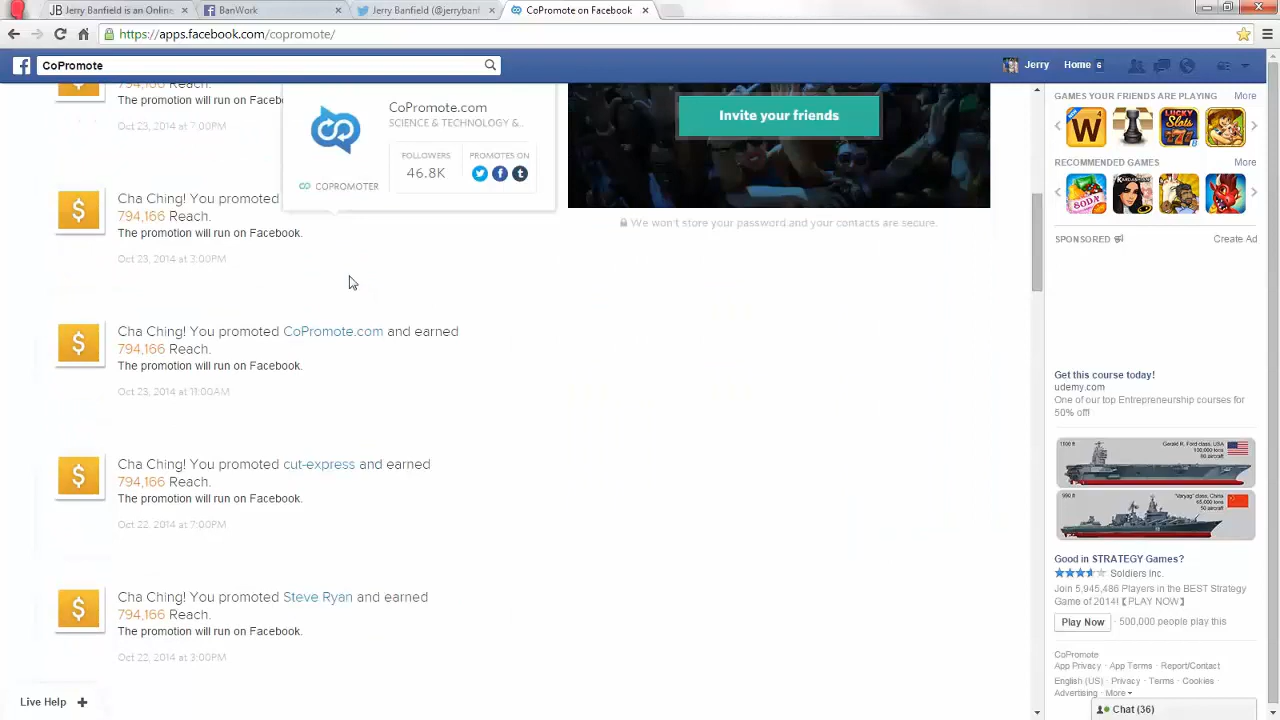 JB Jerry Banfield is an Online
BanWork
Jerry Banfield (@jerryban
CoPromote on Facebook
https://apps.facebook.com/copromote/
CoPromote
Jerry
Home 6
794,166 Reach.
The promotion will run on Faceb
Oct 23, 2014 at 7:00PM
CoPromote.com
SCIENCE & TECHNOLOGY &..
FOLLOWERS
46.8K
PROMOTES ON
COPROMOTER
Invite your friends
We won't store your password and your contacts are secure.
Cha Ching! You promoted
794,166 Reach.
The promotion will run on Facebook.
Oct 23, 2014 at 3:00PM
Cha Ching! You promoted CoPromote.com and earned
794,166 Reach.
The promotion will run on Facebook.
Oct 23, 2014 at 11:00AM
Cha Ching! You promoted cut-express and earned
794,166 Reach.
The promotion will run on Facebook.
Oct 22, 2014 at 7:00PM
Cha Ching! You promoted Steve Ryan and earned
794,166 Reach.
The promotion will run on Facebook.
Oct 22, 2014 at 3:00PM
Live Help +
GAMES YOUR FRIENDS ARE PLAYING More
RECOMMENDED GAMES More
SPONSORED Create Ad
Get this course today!
udemy.com
One of our top Entrepreneurship courses for
50% off!
Good in STRATEGY Games?
Soldiers Inc.
Join 5,945,486 Players in the BEST Strategy
Game of 2014!【PLAY NOW】
Play Now · 500,000 people play this
CoPromote
App Privacy · App Terms · Report/Contact
English (US) · Privacy · Terms · Cookies ·
Advertising · More
Chat (36)